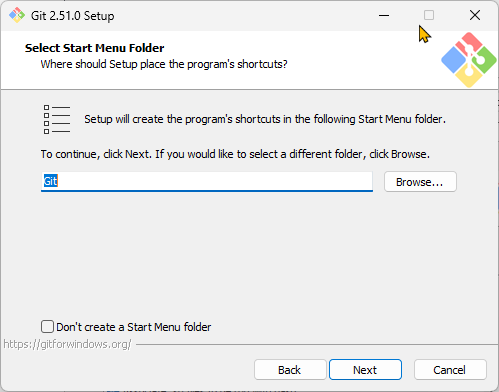 Git 2.51.0 Setup
Select Start Menu Folder
Where should Setup place the program's shortcuts?
Setup will create the program's shortcuts in the following Start Menu folder.
To continue, click Next. If you would like to select a different folder, click Browse.
Git
Browse...
Don't create a Start Menu folder
https://gitforwindows.org/
Back
Next
Cancel